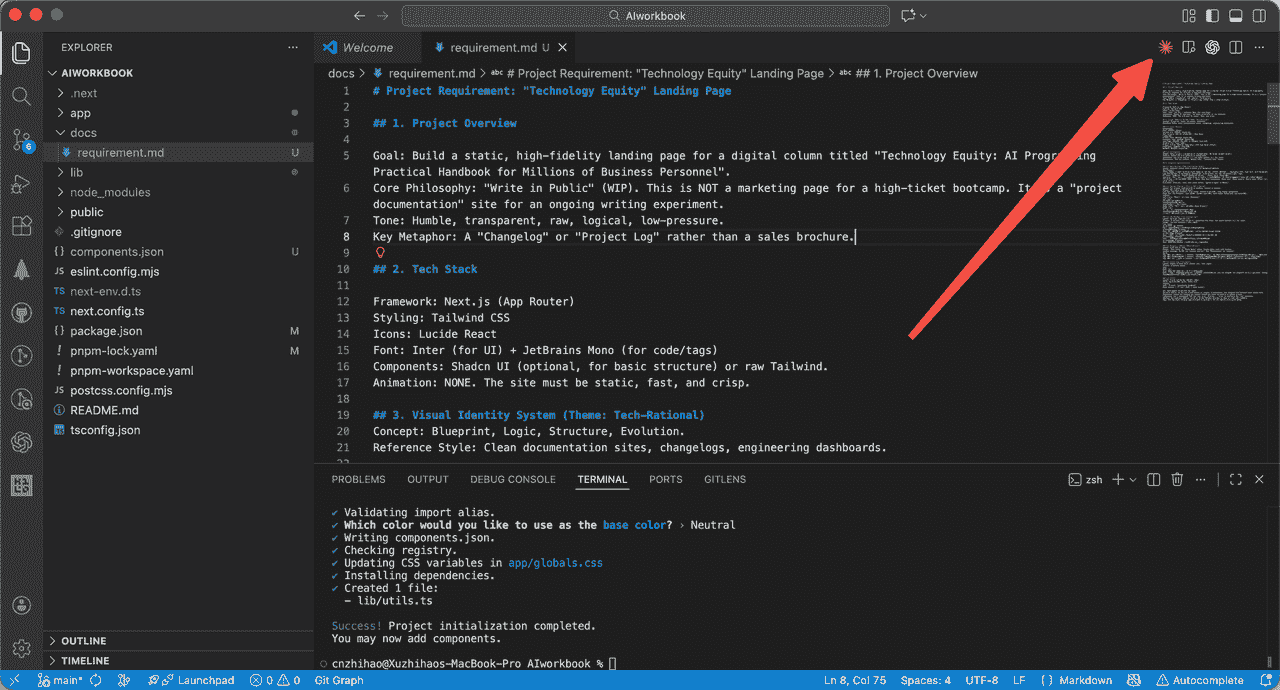 AIworkbook
EXPLORER
Welcome
requirement.md U
AIWORKBOOK
docs > requirement.md > abc # Project Requirement: "Technology Equity" Landing Page > abc ## 1. Project Overview
.next
app
docs
requirement.md U
lib
node_modules
public
.gitignore
{} components.json U
JS eslint.config.mjs
TS next-env.d.ts
TS next.config.ts
{} package.json M
! pnpm-lock.yaml M
! pnpm-workspace.yaml
JS postcss.config.mjs
README.md
tsconfig.json
OUTLINE
TIMELINE
6
1 # Project Requirement: "Technology Equity" Landing Page
2
3 ## 1. Project Overview
4
5 Goal: Build a static, high-fidelity landing page for a digital column titled "Technology Equity: AI Programming
Practical Handbook for Millions of Business Personnel".
6 Core Philosophy: "Write in Public" (WIP). This is NOT a marketing page for a high-ticket bootcamp. It a "project
documentation" site for an ongoing writing experiment.
7 Tone: Humble, transparent, raw, logical, low-pressure.
8 Key Metaphor: A "Changelog" or "Project Log" rather than a sales brochure.
9
10 ## 2. Tech Stack
11
12 Framework: Next.js (App Router)
13 Styling: Tailwind CSS
14 Icons: Lucide React
15 Font: Inter (for UI) + JetBrains Mono (for code/tags)
16 Components: Shadcn UI (optional, for basic structure) or raw Tailwind.
17 Animation: NONE. The site must be static, fast, and crisp.
18
19 ## 3. Visual Identity System (Theme: Tech-Rational)
20 Concept: Blueprint, Logic, Structure, Evolution.
21 Reference Style: Clean documentation sites, changelogs, engineering dashboards.
PROBLEMS OUTPUT DEBUG CONSOLE TERMINAL PORTS GITLENS
zsh
✔ Validating import alias.
✔ Which color would you like to use as the base color? › Neutral
✔ Writing components.json.
✔ Checking registry.
✔ Updating CSS variables in app/globals.css
✔ Installing dependencies.
✔ Created 1 file:
- lib/utils.ts
Success! Project initialization completed.
You may now add components.
cnzhihao@Xuzhihaos-MacBook-Pro AIworkbook %
main* Launchpad 0 0 Git Graph Ln 8, Col 75 Spaces: 4 UTF-8 LF {} Markdown Autocomplete